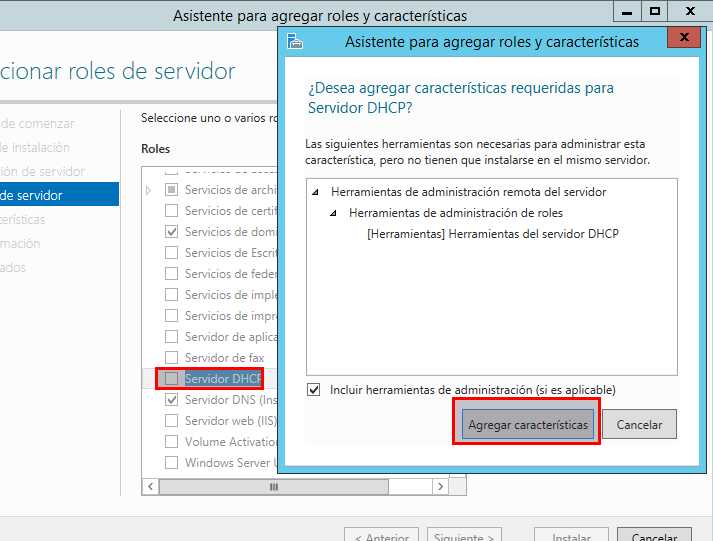 Asistente para agregar roles y características
cionar roles de servidor
de comenzar
de instalación
ión de servidor
de servidor
terísticas
rmación
ados
Seleccione uno o varios ro
Roles
Servicios de archi
Servicios de certif
Servicios de domi
Servicios de Escrit
Servicios de feder
Servicios de imple
Servicios de impre
Servidor de aplica
Servidor de fax
Servidor DHCP
Servidor DNS (Ins
Servidor web (IIS)
Volume Activation
Windows Server U
< Anterior
Siguiente >
Instalar
Cancelar
Asistente para agregar roles y características
¿Desea agregar características requeridas para
Servidor DHCP?
Las siguientes herramientas son necesarias para administrar esta
característica, pero no tienen que instalarse en el mismo servidor.
Herramientas de administración remota del servidor
Herramientas de administración de roles
[Herramientas] Herramientas del servidor DHCP
Incluir herramientas de administración (si es aplicable)
Agregar características
Cancelar